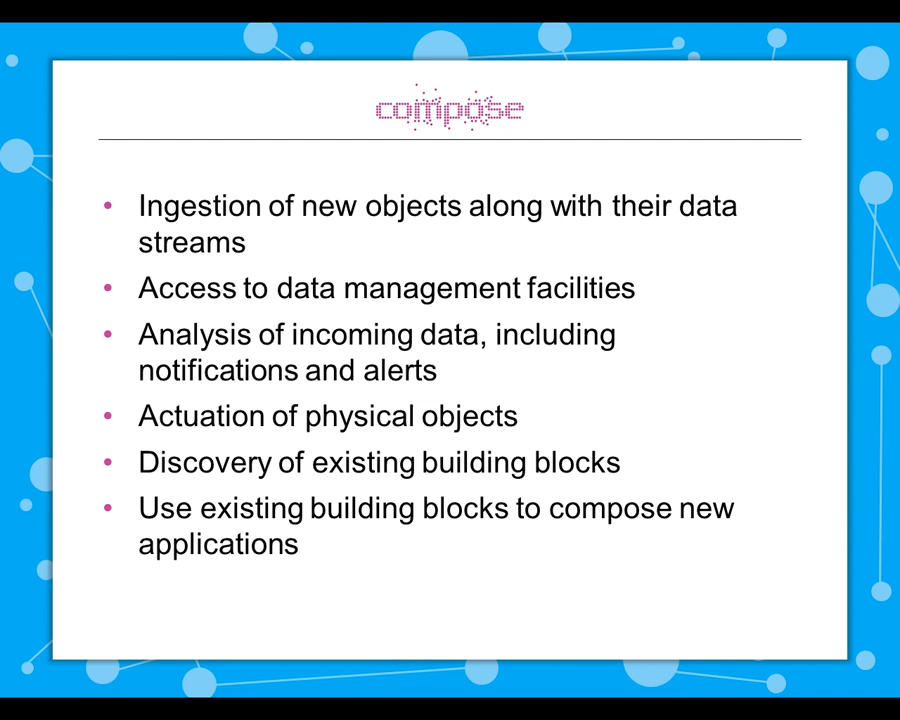 compose
• Ingestion of new objects along with their data
streams
• Access to data management facilities
• Analysis of incoming data, including
notifications and alerts
• Actuation of physical objects
• Discovery of existing building blocks
• Use existing building blocks to compose new
applications